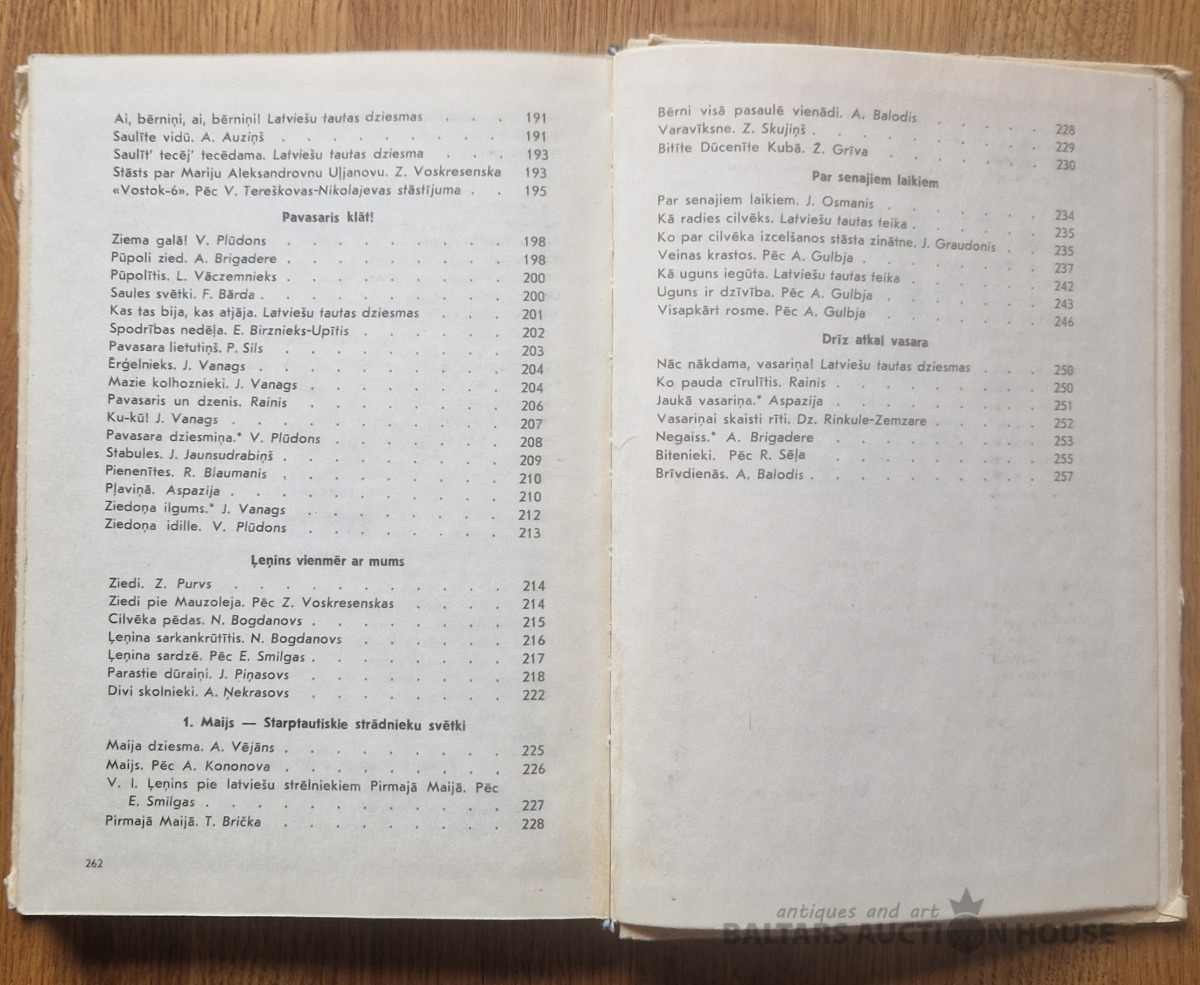 Ai, bērniņi, ai, bērniņi! Latviešu tautas dziesmas . . . 191
Saulīte vidū. A. Auziņš . . . . . . . . . 191
Saulīt' tecēj' tecēdama. Latviešu tautas dziesma . . . 193
Stāsts par Mariju Aleksandrovnu Uļjanovu. Z. Voskresenska 193
«Vostok-6». Pēc V. Tereškovas-Nikolajevas stāstījuma . . 195
Pavasaris klāt!
Ziema galā! V. Plūdons . . . . . . . . . 198
Pūpoli zied. A. Brigadere . . . . . . . . . 198
Pūpolītis. L. Vāczemnieks . . . . . . . . . 200
Saules svētki. F. Bārda . . . . . . . . . . 200
Kas tas bija, kas atjāja. Latviešu tautas dziesmas . . . . 201
Spodrības nedēļa. E. Birznieks-Upītis . . . . . . 202
Pavasara lietutiņš. P. Sils . . . . . . . . . 203
Ērģelnieks. J. Vanags . . . . . . . . . . 204
Mazie kolhoznieki. J. Vanags . . . . . . . . 204
Pavasaris un dzenis. Rainis . . . . . . . . 206
Ku-kū! J. Vanags . . . . . . . . . . . 207
Pavasara dziesmiņa.* V. Plūdons . . . . . . . 208
Stabules. J. Jaunsudrabiņš . . . . . . . . . 209
Pienenītes. R. Blaumanis . . . . . . . . . 210
Pļaviņā. Aspazija . . . . . . . . . . . 210
Ziedoņa ilgums.* J. Vanags . . . . . . . . 212
Ziedoņa idille. V. Plūdons . . . . . . . . 213
Ļeņins vienmēr ar mums
Ziedi. Z. Purvs . . . . . . . . . . . 214
Ziedi pie Mauzoleja. Pēc Z. Voskresenskas . . . . 214
Cilvēka pēdas. N. Bogdanovs . . . . . . . . 215
Ļeņina sarkankrūtītis. N. Bogdanovs . . . . . . 216
Ļeņina sardzē. Pēc E. Smilgas . . . . . . . . 217
Parastie dūraiņi. J. Piņasovs . . . . . . . . 218
Divi skolnieki. A. Ņekrasovs . . . . . . . . 222
1. Maijs — Starptautiskie strādnieku svētki
Maija dziesma. A. Vējāns . . . . . . . . . 225
Maijs. Pēc A. Kononova . . . . . . . . . 226
V. I. Ļeņins pie latviešu strēlniekiem Pirmajā Maijā. Pēc
E. Smilgas . . . . . . . . . . . . 227
Pirmajā Maijā. T. Brička . . . . . . . . . 228
262
Bērni visā pasaulē vienādi. A. Balodis . . . . . 228
Varavīksne. Z. Skujiņš . . . . . . . . . 229
Bitīte Dūcenīte Kubā. Ž. Grīva . . . . . . . 230
Par senajiem laikiem
Par senajiem laikiem. J. Osmanis . . . . . . . 234
Kā radies cilvēks. Latviešu tautas teika . . . . . . 235
Ko par cilvēka izcelšanos stāsta zinātne. J. Graudonis . . 235
Veinas krastos. Pēc A. Gulbja . . . . . . . . 237
Kā uguns iegūta. Latviešu tautas teika . . . . . . 242
Uguns ir dzīvība. Pēc A. Gulbja . . . . . . . 243
Visapkārt rosme. Pēc A. Gulbja . . . . . . . 246
Drīz atkal vasara
Nāc nākdama, vasariņa! Latviešu tautas dziesmas . . . 250
Ko pauda cīrulītis. Rainis . . . . . . . . . 250
Jaukā vasariņa.* Aspazija . . . . . . . . . 251
Vasariņai skaisti rīti. Dz. Rinkule-Zemzare . . . . . 252
Negaiss.* A. Brigadere . . . . . . . . . 253
Bitenieki. Pēc R. Sēļa . . . . . . . . . 255
Brīvdienās. A. Balodis . . . . . . . . . . 257
antiques and art
BALTARS AUCTION HOUSE